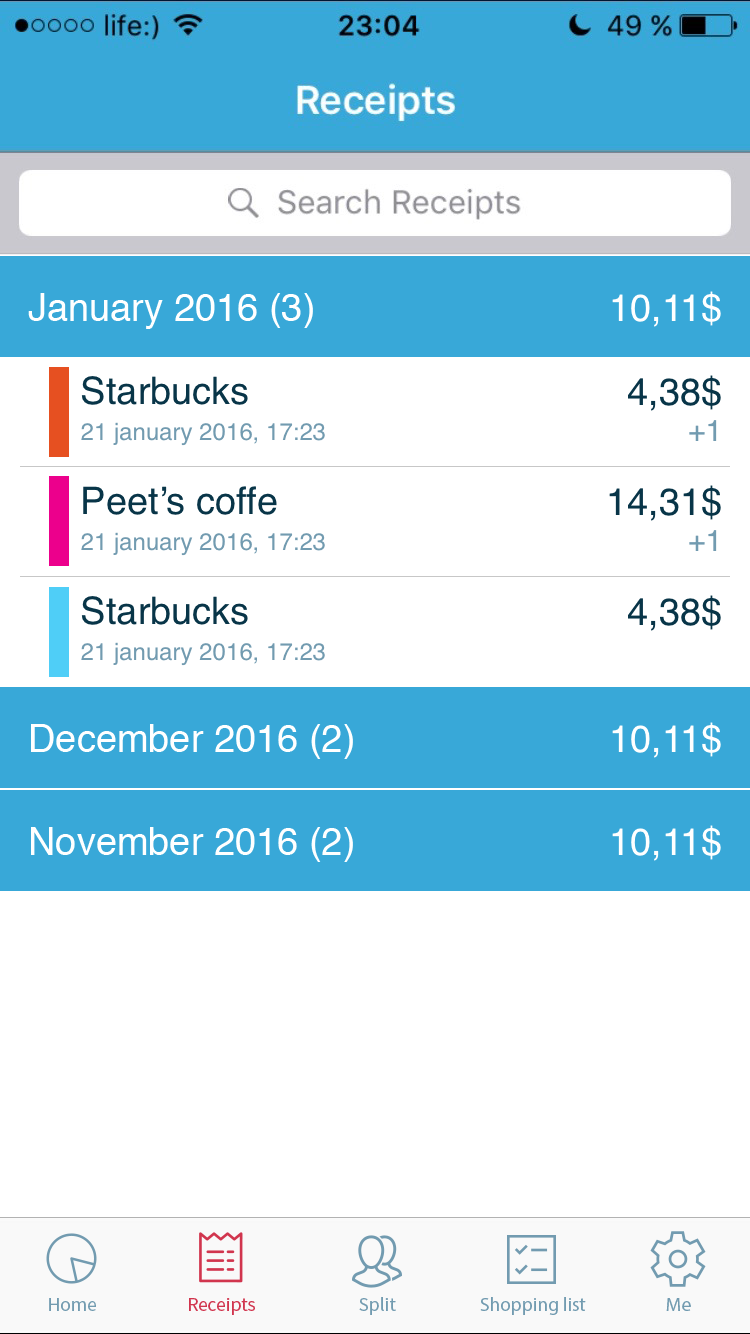 life:) 23:04 49 %
Receipts
Search Receipts
January 2016 (3) 10,11$
Starbucks 4,38$
21 january 2016, 17:23 +1
Peet’s coffe 14,31$
21 january 2016, 17:23 +1
Starbucks 4,38$
21 january 2016, 17:23
December 2016 (2) 10,11$
November 2016 (2) 10,11$
Home Receipts Split Shopping list Me